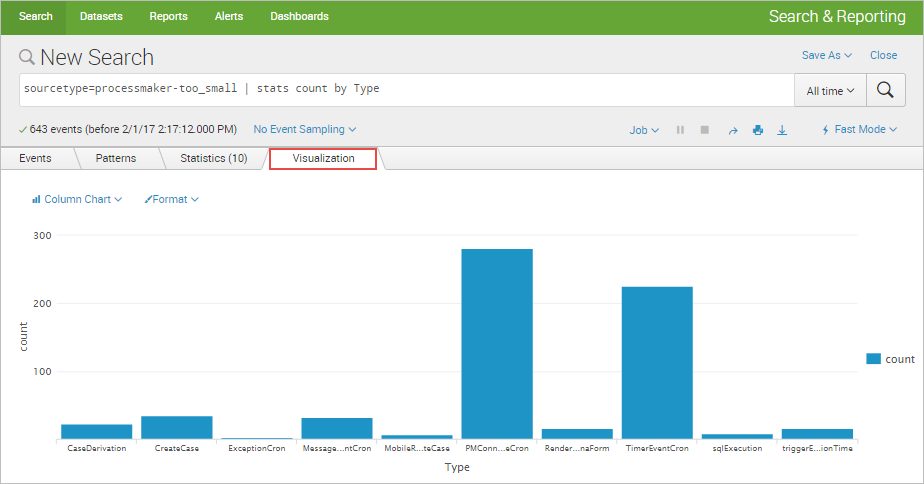 Search Datasets Reports Alerts Dashboards Search & Reporting
New Search Save As Close
sourcetype=processmaker-too_small | stats count by Type All time
643 events (before 2/1/17 2:17:12.000 PM) No Event Sampling Job Fast Mode
Events Patterns Statistics (10) Visualization
Column Chart Format
300
200
100
count
count
CaseDerivation CreateCase ExceptionCron Message...ntCron MobileR...teCase PMConn...eCron Render...naForm TimerEventCron sqlExecution triggerE...ionTime
Type